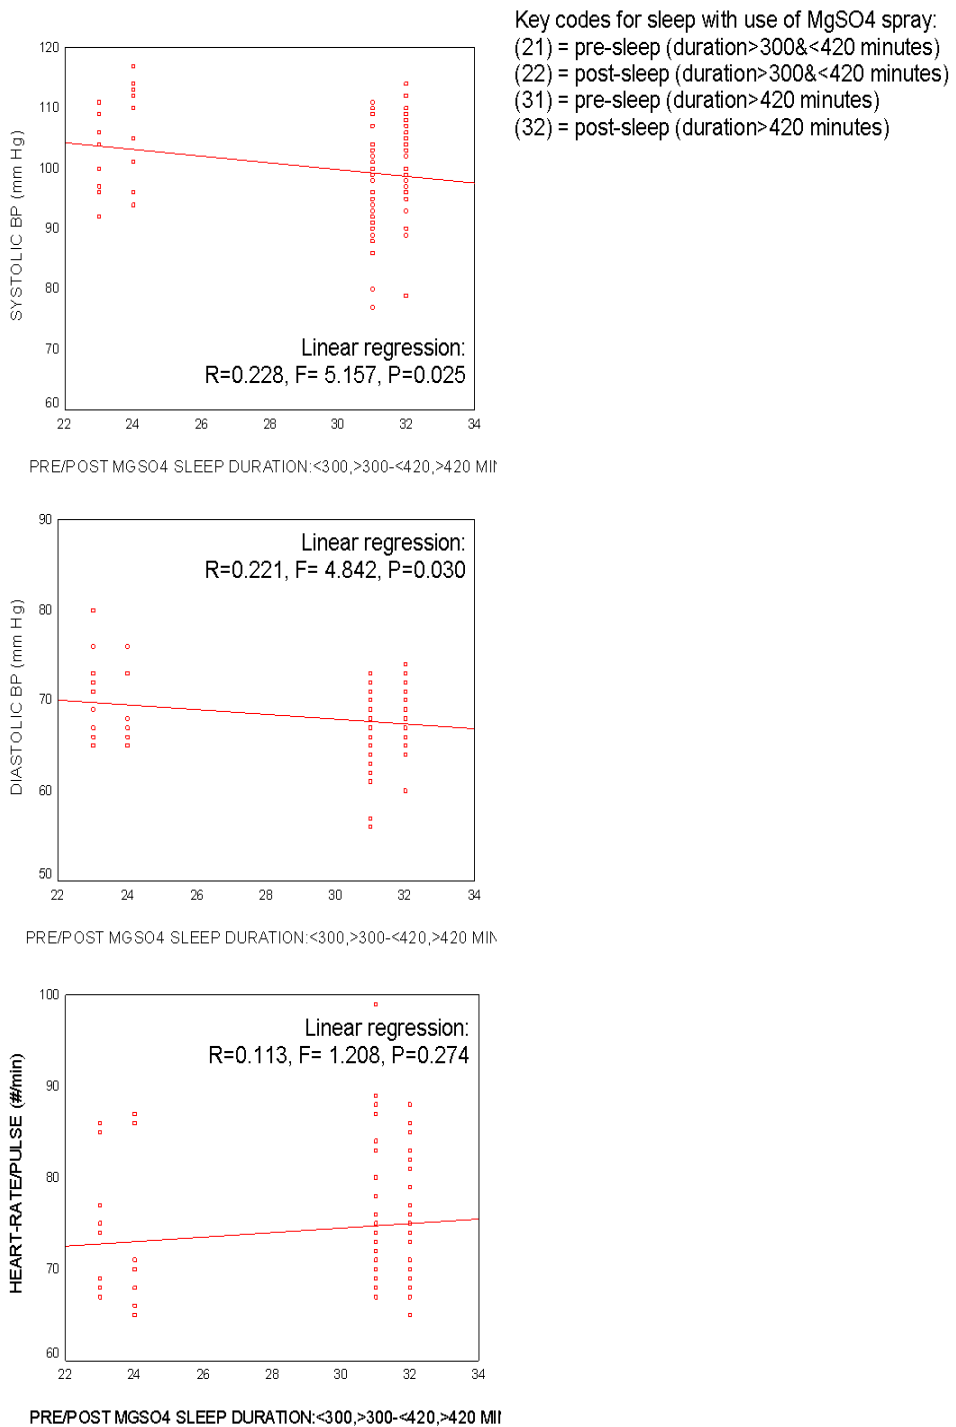 Key codes for sleep with use of MgSO4 spray:
(21) = pre-sleep (duration>300&<420 minutes)
(22) = post-sleep (duration>300&<420 minutes)
(31) = pre-sleep (duration>420 minutes)
(32) = post-sleep (duration>420 minutes)
SYSTOLIC BP (mm Hg)
120
110
100
90
80
70
60
Linear regression:
R=0.228, F= 5.157, P=0.025
22 24 26 28 30 32 34
PRE/POST MGSO4 SLEEP DURATION:<300,>300-<420,>420 MIN
DIASTOLIC BP (mm Hg)
90
80
70
60
50
Linear regression:
R=0.221, F= 4.842, P=0.030
22 24 26 28 30 32 34
PRE/POST MGSO4 SLEEP DURATION:<300,>300-<420,>420 MIN
HEART-RATE/PULSE (#/min)
100
90
80
70
60
Linear regression:
R=0.113, F= 1.208, P=0.274
22 24 26 28 30 32 34
PRE/POST MGSO4 SLEEP DURATION:<300,>300-<420,>420 MI